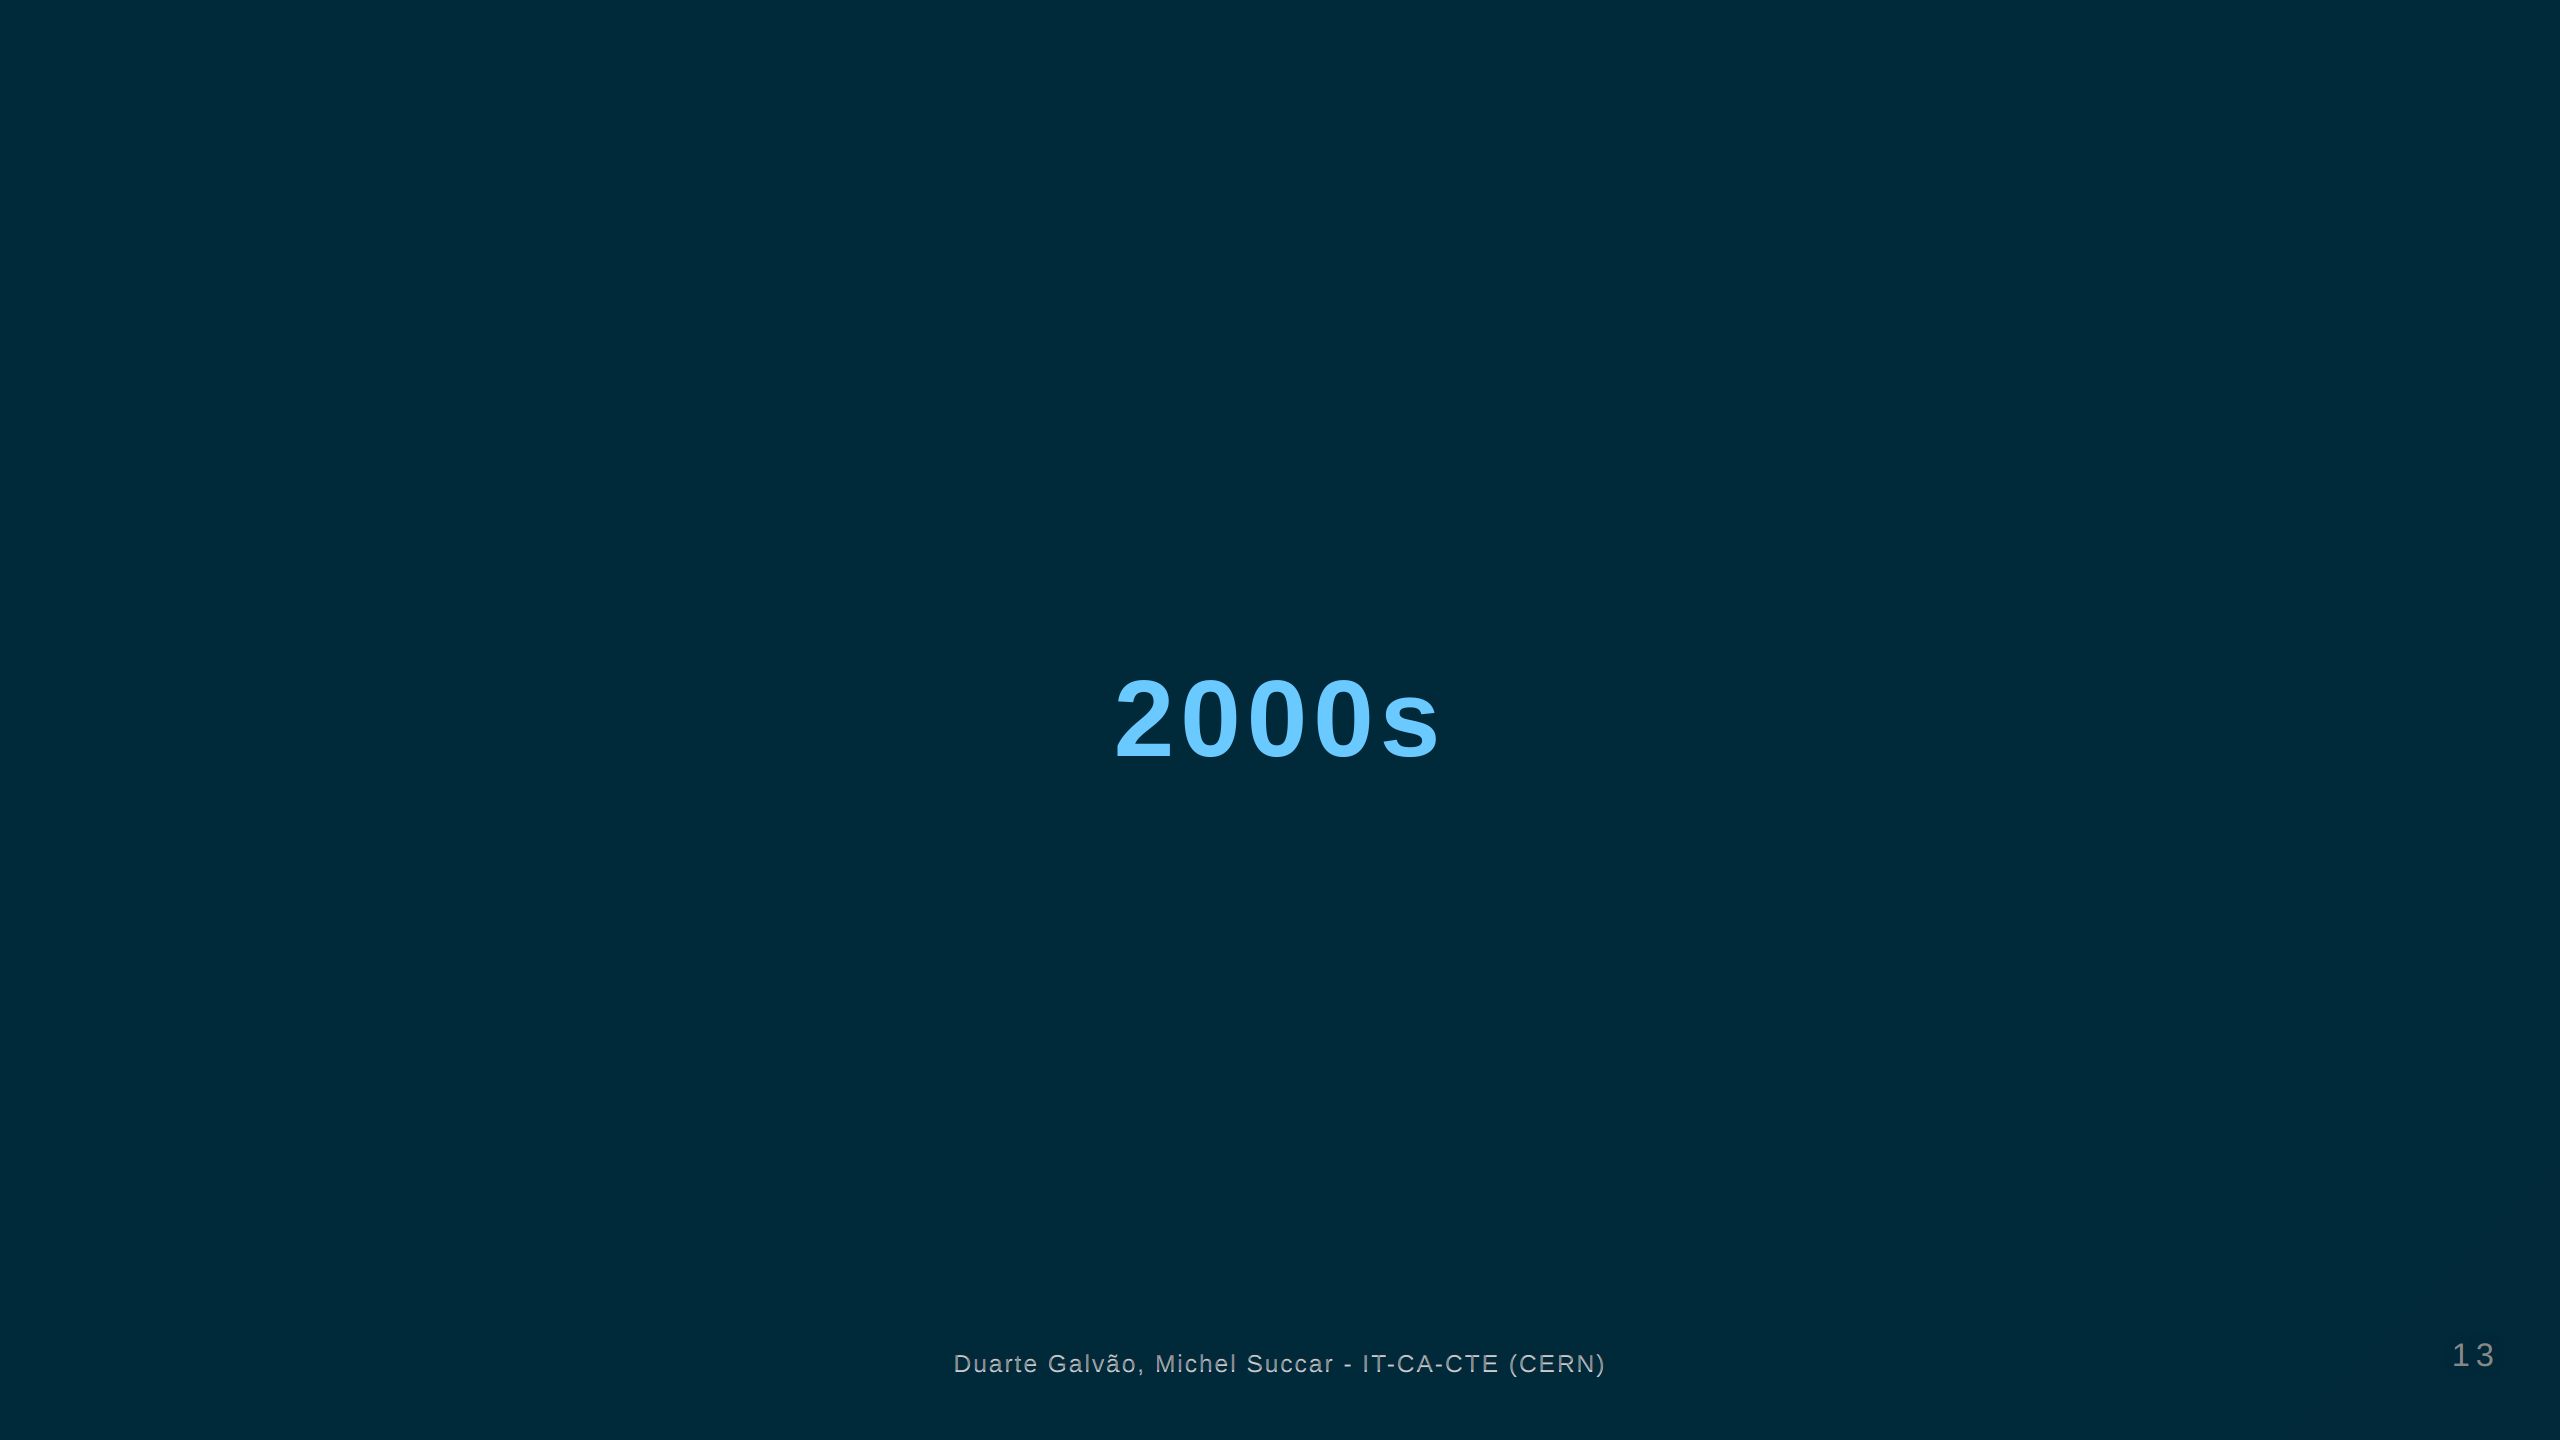 2000s
Duarte Galvão, Michel Succar - IT-CA-CTE (CERN)
13